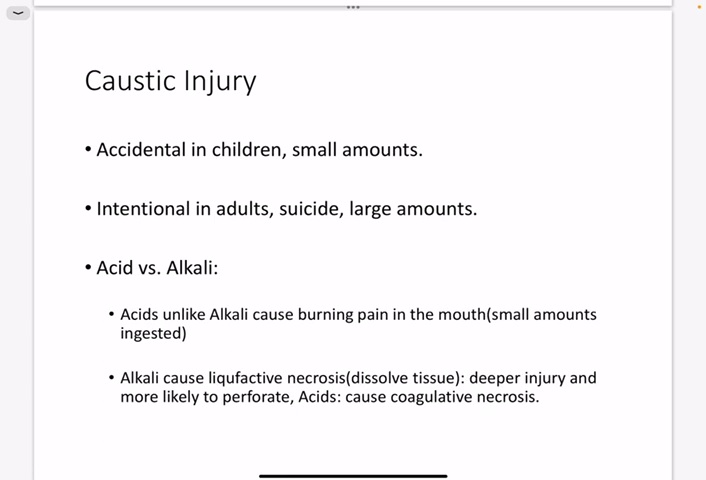 Caustic Injury
• Accidental in children, small amounts.
• Intentional in adults, suicide, large amounts.
• Acid vs. Alkali:
• Acids unlike Alkali cause burning pain in the mouth(small amounts
ingested)
• Alkali cause liqufactive necrosis(dissolve tissue): deeper injury and
more likely to perforate, Acids: cause coagulative necrosis.